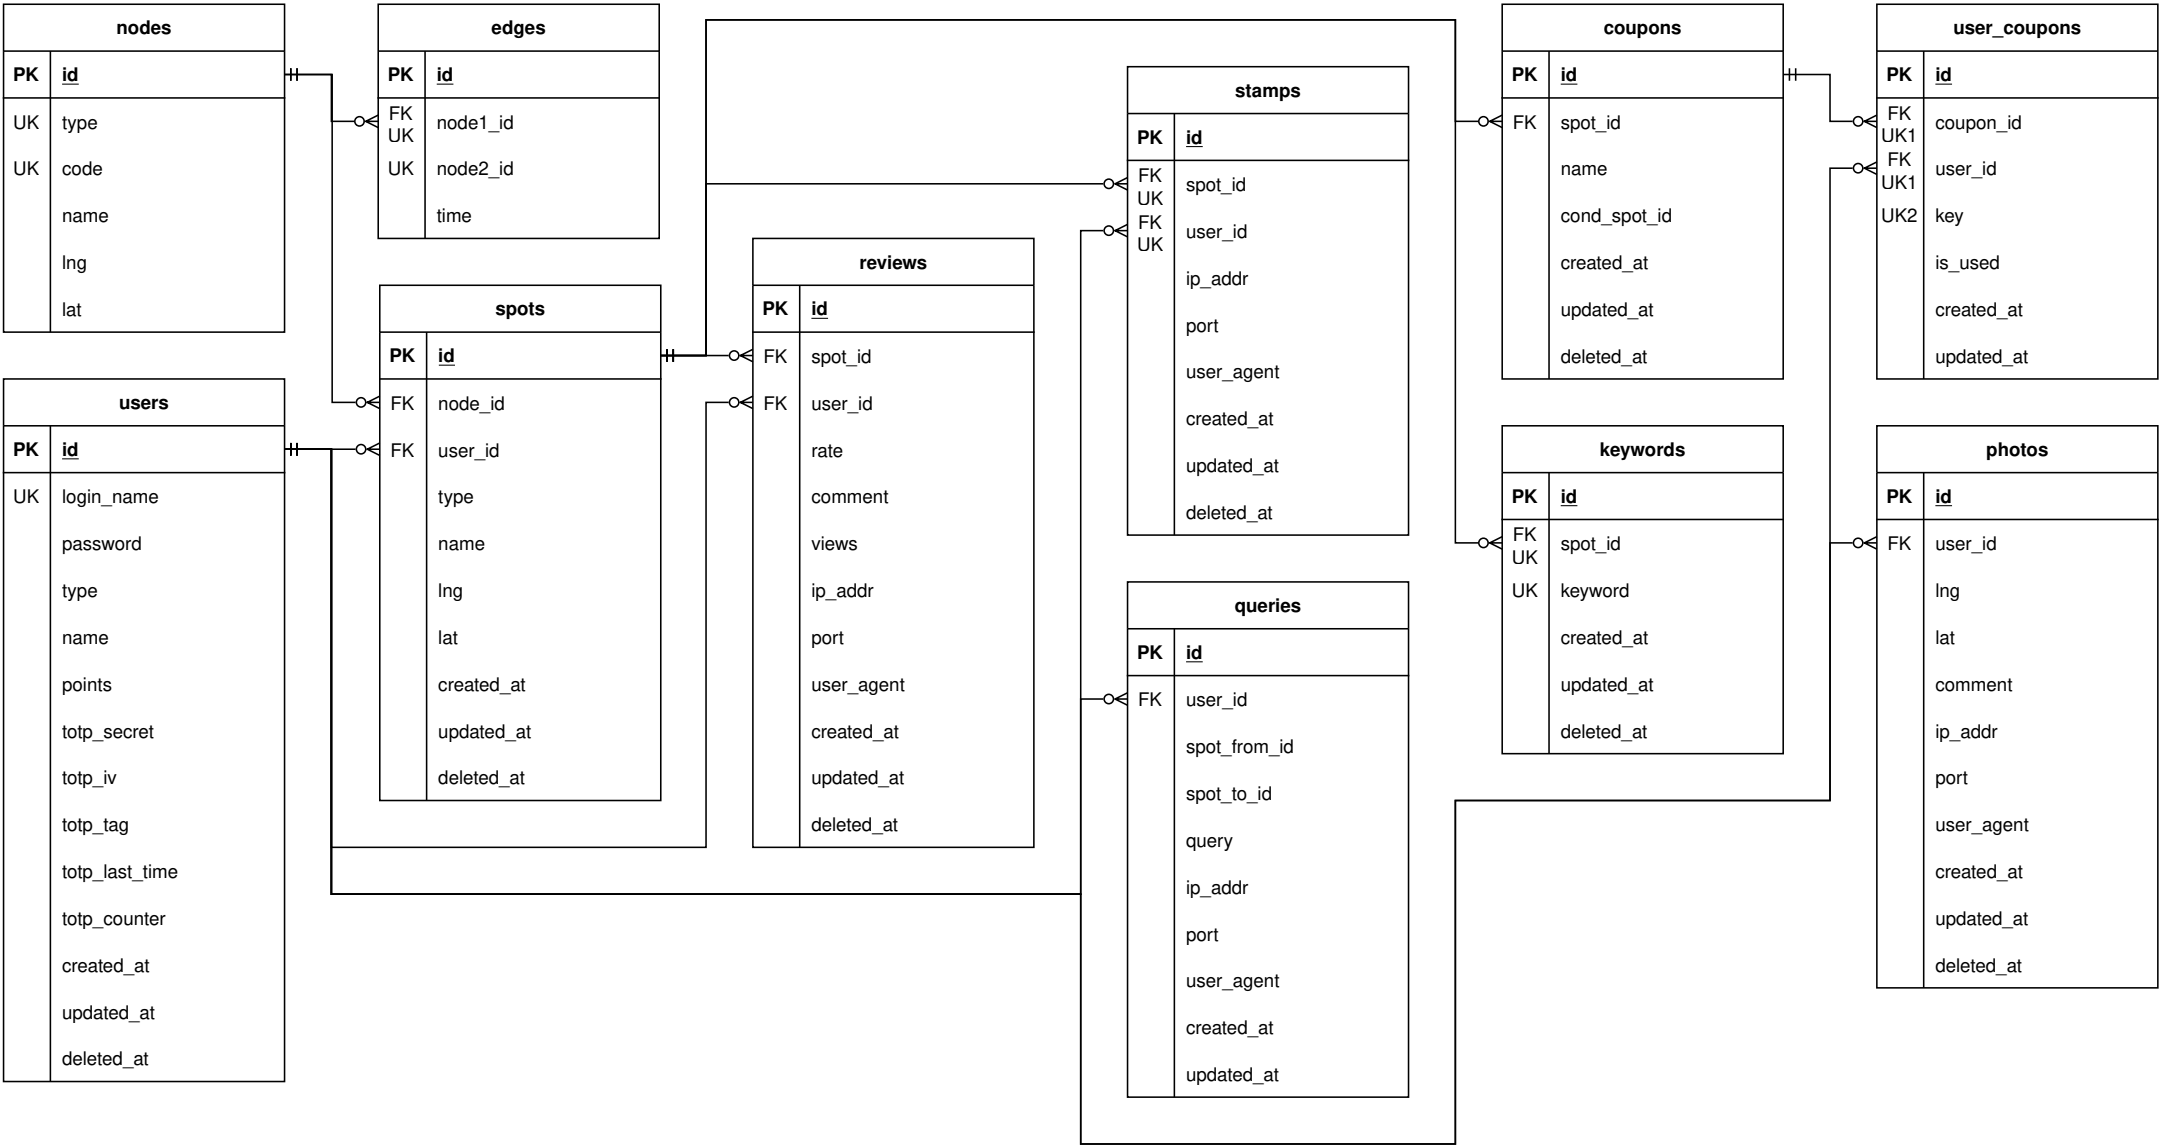 nodes
PK id
UK type
UK code
name
lng
lat
edges
PK id
FK
UK
node1_id
UK node2_id
time
users
PK id
UK login_name
password
type
name
points
totp_secret
totp_iv
totp_tag
totp_last_time
totp_counter
created_at
updated_at
deleted_at
spots
PK id
FK node_id
FK user_id
type
name
lng
lat
created_at
updated_at
deleted_at
reviews
PK id
FK spot_id
FK user_id
rate
comment
views
ip_addr
port
user_agent
created_at
updated_at
deleted_at
stamps
PK id
FK
UK
spot_id
FK
UK
user_id
ip_addr
port
user_agent
created_at
updated_at
deleted_at
queries
PK id
FK user_id
spot_from_id
spot_to_id
query
ip_addr
port
user_agent
created_at
updated_at
coupons
PK id
FK spot_id
name
cond_spot_id
created_at
updated_at
deleted_at
keywords
PK id
FK
UK
spot_id
UK keyword
created_at
updated_at
deleted_at
user_coupons
PK id
FK
UK1
coupon_id
FK
UK1
user_id
UK2 key
is_used
created_at
updated_at
photos
PK id
FK user_id
lng
lat
comment
ip_addr
port
user_agent
created_at
updated_at
deleted_at